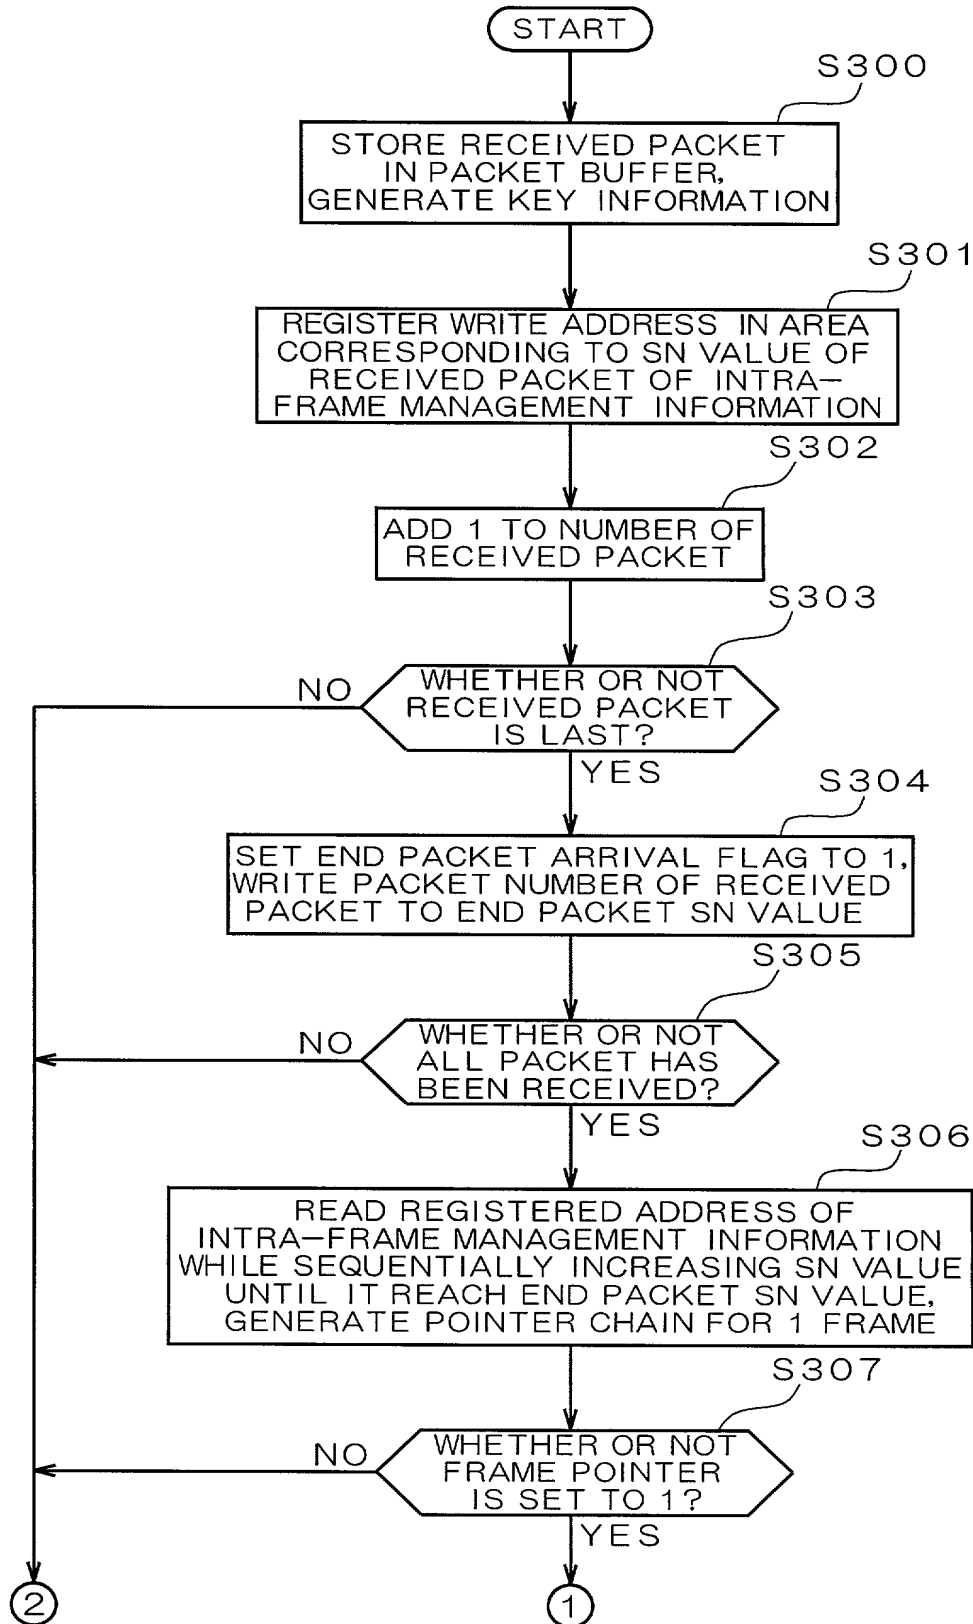 START
S300
STORE RECEIVED PACKET
IN PACKET BUFFER,
GENERATE KEY INFORMATION
S301
REGISTER WRITE ADDRESS IN AREA
CORRESPONDING TO SN VALUE OF
RECEIVED PACKET OF INTRA-
FRAME MANAGEMENT INFORMATION
S302
ADD 1 TO NUMBER OF
RECEIVED PACKET
S303
NO
WHETHER OR NOT
RECEIVED PACKET
IS LAST?
YES
S304
SET END PACKET ARRIVAL FLAG TO 1,
WRITE PACKET NUMBER OF RECEIVED
PACKET TO END PACKET SN VALUE
S305
NO
WHETHER OR NOT
ALL PACKET HAS
BEEN RECEIVED?
YES
S306
READ REGISTERED ADDRESS OF
INTRA-FRAME MANAGEMENT INFORMATION
WHILE SEQUENTIALLY INCREASING SN VALUE
UNTIL IT REACH END PACKET SN VALUE,
GENERATE POINTER CHAIN FOR 1 FRAME
S307
NO
WHETHER OR NOT
FRAME POINTER
IS SET TO 1?
YES
2
1